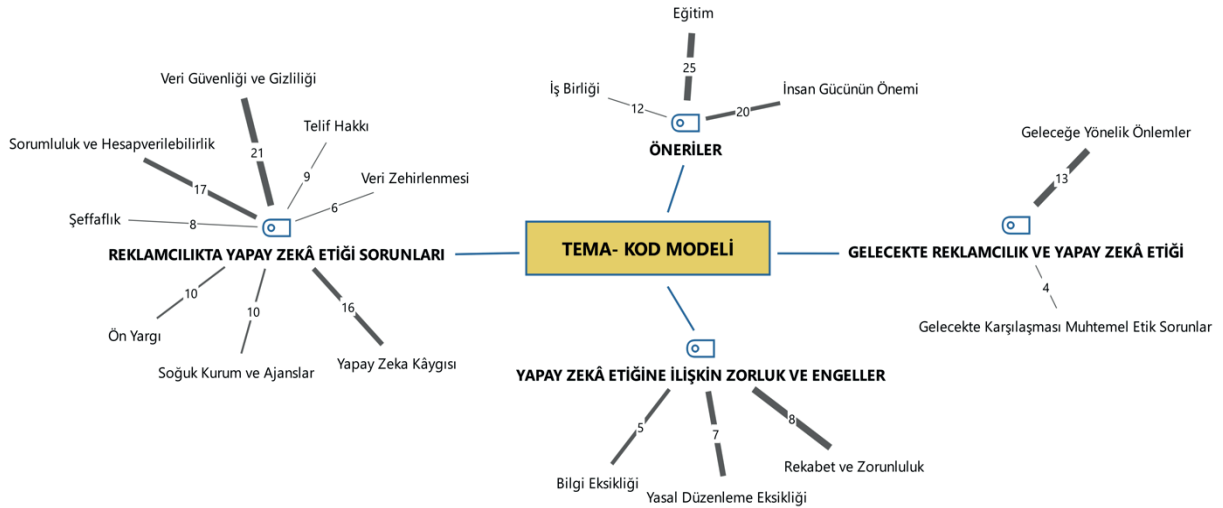 Eğitim
25
İş Birliği
12
İnsan Gücünün Önemi
20
ÖNERİLER
Veri Güvenliği ve Gizliliği
21
Telif Hakkı
9
Sorumluluk ve Hesapverilebilirlik
17
Veri Zehirlenmesi
6
Şeffaflık
8
REKLAMCILIKTA YAPAY ZEKÂ ETİĞİ SORUNLARI
10
Ön Yargı
10
Soğuk Kurum ve Ajanslar
16
Yapay Zeka Kâygısı
TEMA- KOD MODELİ
Geleceğe Yönelik Önlemler
13
GELECEKTE REKLAMCILIK VE YAPAY ZEKÂ ETİĞİ
4
Gelecekte Karşılaşması Muhtemel Etik Sorunlar
YAPAY ZEKÂ ETİĞİNE İLİŞKİN ZORLUK VE ENGELLER
5
Bilgi Eksikliği
7
Yasal Düzenleme Eksikliği
8
Rekabet ve Zorunluluk